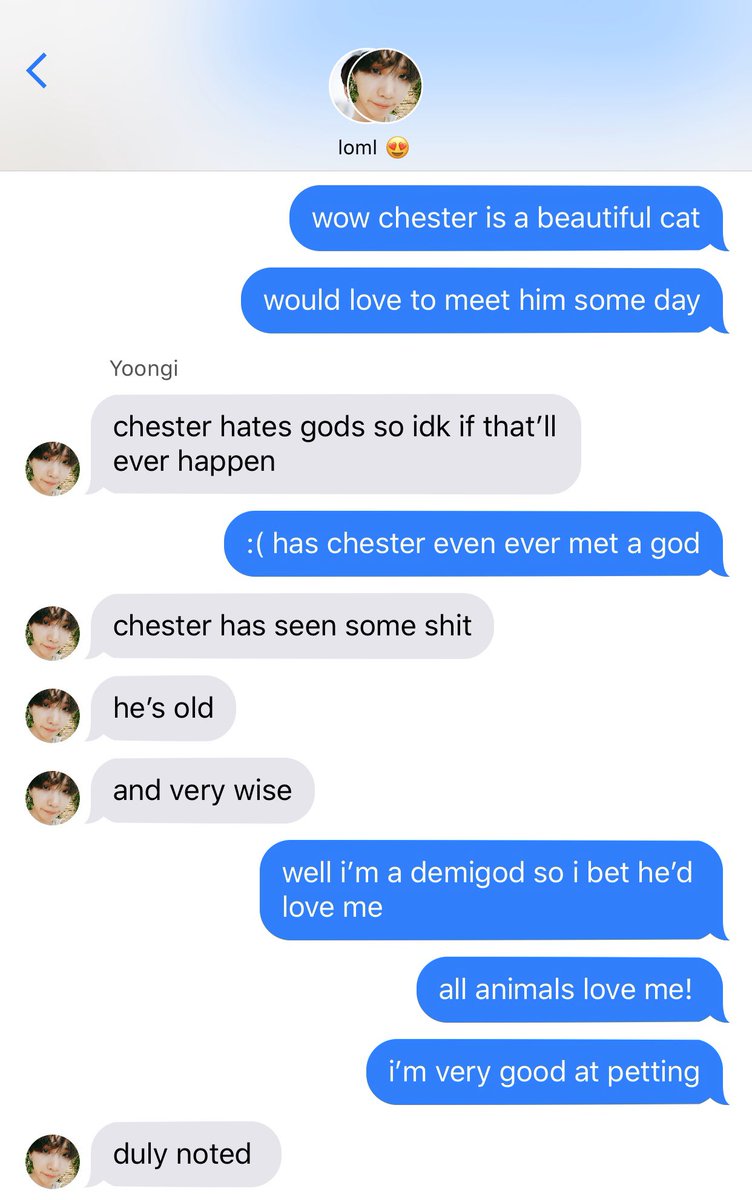 loml 😍
wow chester is a beautiful cat
would love to meet him some day
Yoongi
chester hates gods so idk if that’ll
ever happen
:( has chester even ever met a god
chester has seen some shit
he’s old
and very wise
well i’m a demigod so i bet he’d
love me
all animals love me!
i’m very good at petting
duly noted